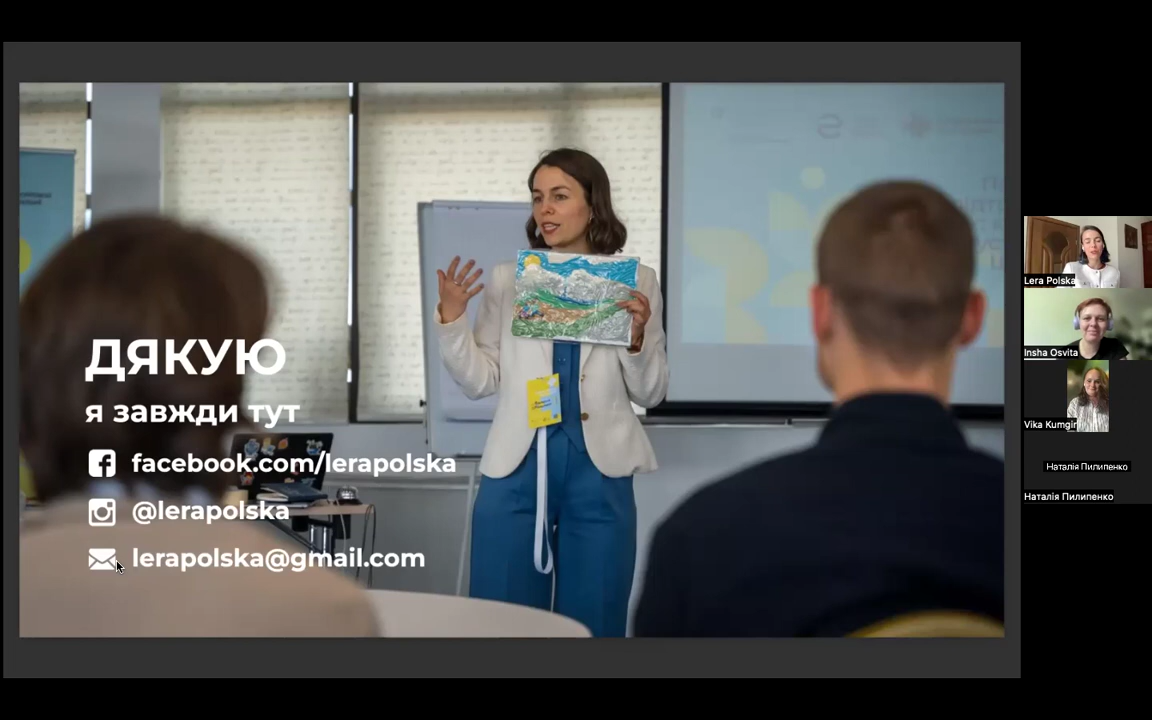 ДЯКУЮ
я завжди тут
facebook.com/lerapolska
@lerapolska
lerapolska@gmail.com
Lera Polska
Insha Osvita
Vika Kumgir
Наталія Пилипенко
Наталія Пилипенко